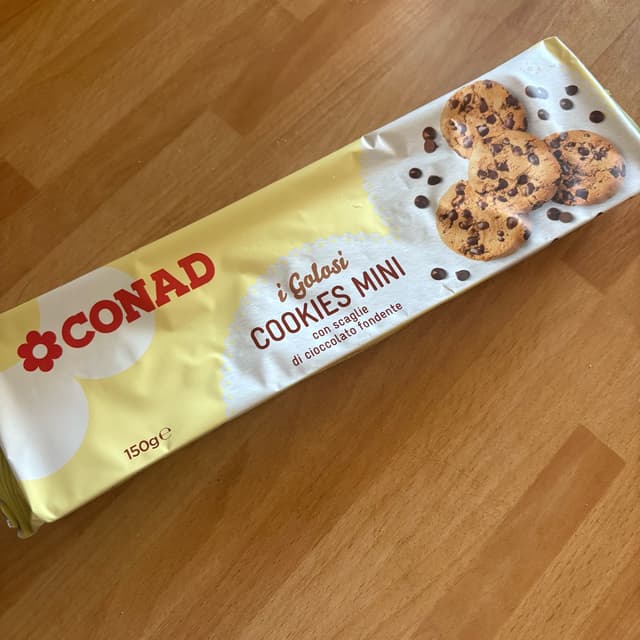 CONAD
i Golosi
COOKIES MINI
con scaglie
di cioccolato fondente
150g℮